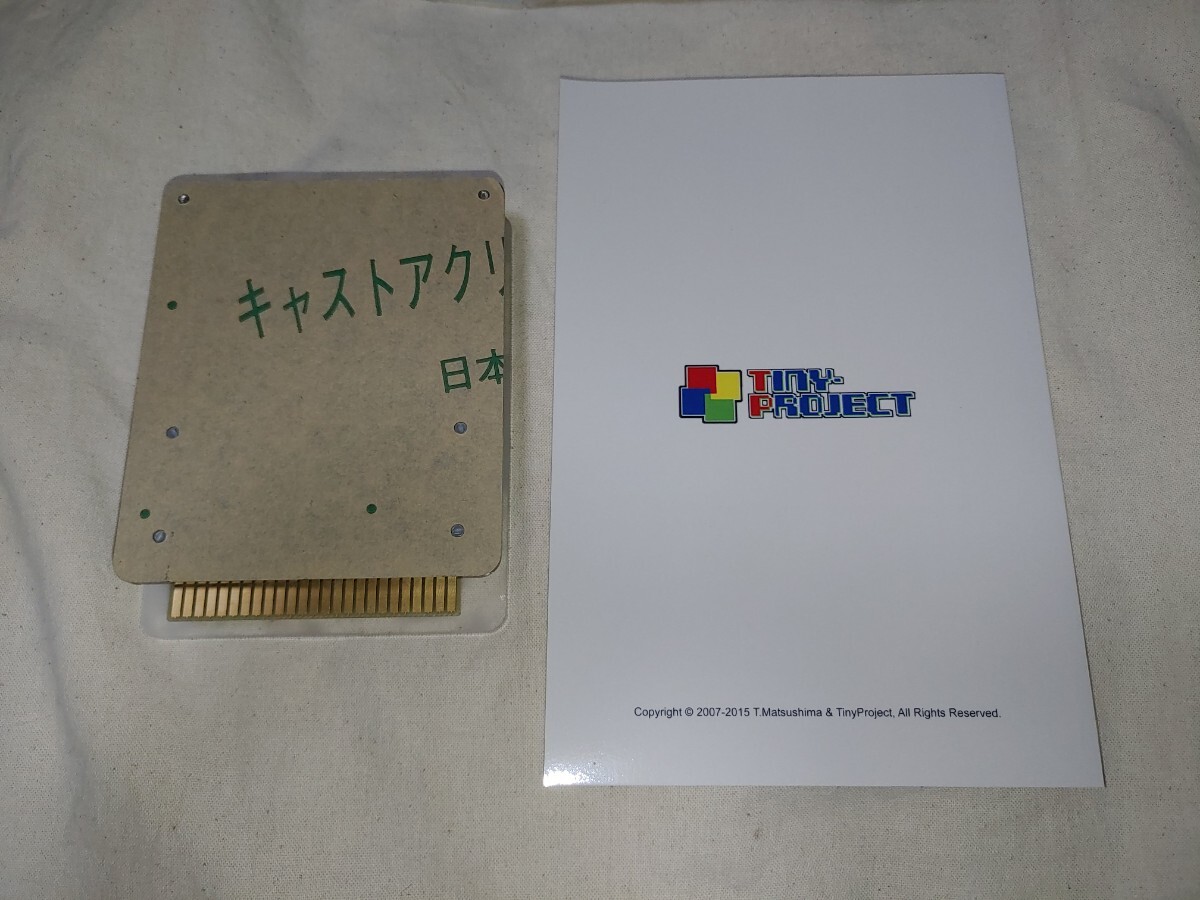 キャストアクリ
日本
TINY-
PROJECT
Copyright © 2007-2015 T.Matsushima & TinyProject, All Rights Reserved.